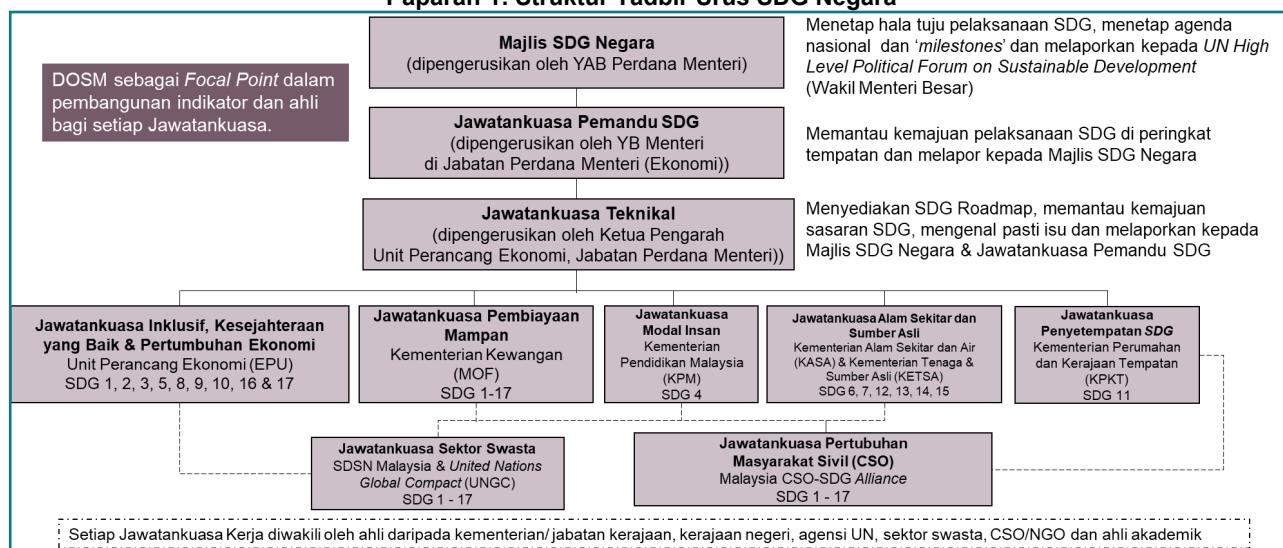 Paparan 1: Struktur Tadbir Urus SDG Negara
Majlis SDG Negara
(dipengerusikan oleh YAB Perdana Menteri)
Menetap hala tuju pelaksanaan SDG, menetap agenda
nasional dan ‘milestones’ dan melaporkan kepada UN High
Level Political Forum on Sustainable Development
(Wakil Menteri Besar)
DOSM sebagai Focal Point dalam
pembangunan indikator dan ahli
bagi setiap Jawatankuasa.
Jawatankuasa Pemandu SDG
(dipengerusikan oleh YB Menteri
di Jabatan Perdana Menteri (Ekonomi))
Memantau kemajuan pelaksanaan SDG di peringkat
tempatan dan melapor kepada Majlis SDG Negara
Jawatankuasa Teknikal
(dipengerusikan oleh Ketua Pengarah
Unit Perancang Ekonomi, Jabatan Perdana Menteri))
Menyediakan SDG Roadmap, memantau kemajuan
sasaran SDG, mengenal pasti isu dan melaporkan kepada
Majlis SDG Negara & Jawatankuasa Pemandu SDG
Jawatankuasa Inklusif, Kesejahteraan
yang Baik & Pertumbuhan Ekonomi
Unit Perancang Ekonomi (EPU)
SDG 1, 2, 3, 5, 8, 9, 10, 16 & 17
Jawatankuasa Pembiayaan
Mampan
Kementerian Kewangan
(MOF)
SDG 1-17
Jawatankuasa
Modal Insan
Kementerian
Pendidikan Malaysia
(KPM)
SDG 4
Jawatankuasa Alam Sekitar dan
Sumber Asli
Kementerian Alam Sekitar dan Air
(KASA) & Kementerian Tenaga &
Sumber Asli (KETSA)
SDG 6, 7, 12, 13, 14, 15
Jawatankuasa
Penyetempatan SDG
Kementerian Perumahan
dan Kerajaan Tempatan
(KPKT)
SDG 11
Jawatankuasa Sektor Swasta
SDSN Malaysia & United Nations
Global Compact (UNGC)
SDG 1 - 17
Jawatankuasa Pertubuhan
Masyarakat Sivil (CSO)
Malaysia CSO-SDG Alliance
SDG 1 - 17
Setiap Jawatankuasa Kerja diwakili oleh ahli daripada kementerian/ jabatan kerajaan, kerajaan negeri, agensi UN, sektor swasta, CSO/NGO dan ahli akademik